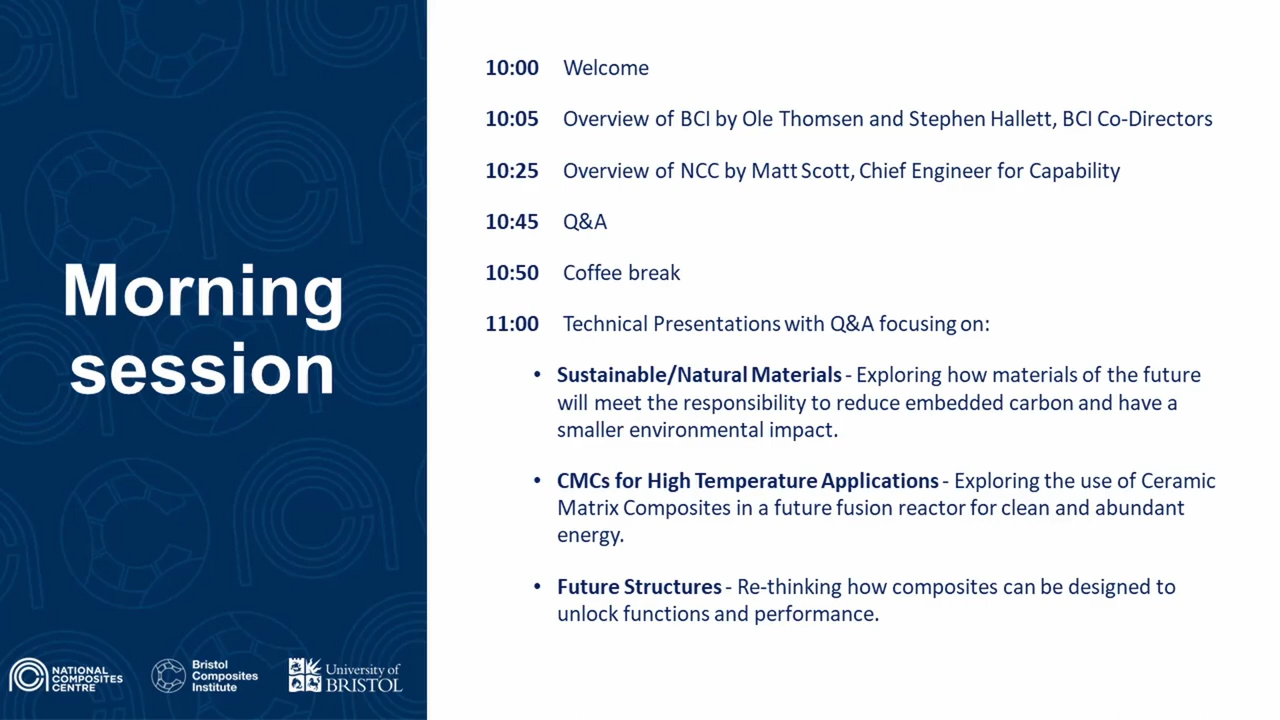 Morning
session
10:00 Welcome
10:05 Overview of BCI by Ole Thomsen and Stephen Hallett, BCI Co-Directors
10:25 Overview of NCC by Matt Scott, Chief Engineer for Capability
10:45 Q&A
10:50 Coffee break
11:00 Technical Presentations with Q&A focusing on:
• Sustainable/Natural Materials - Exploring how materials of the future
will meet the responsibility to reduce embedded carbon and have a
smaller environmental impact.
• CMCs for High Temperature Applications - Exploring the use of Ceramic
Matrix Composites in a future fusion reactor for clean and abundant
energy.
• Future Structures - Re-thinking how composites can be designed to
unlock functions and performance.
NATIONAL
COMPOSITES
CENTRE
Bristol
Composites
Institute
University of
BRISTOL